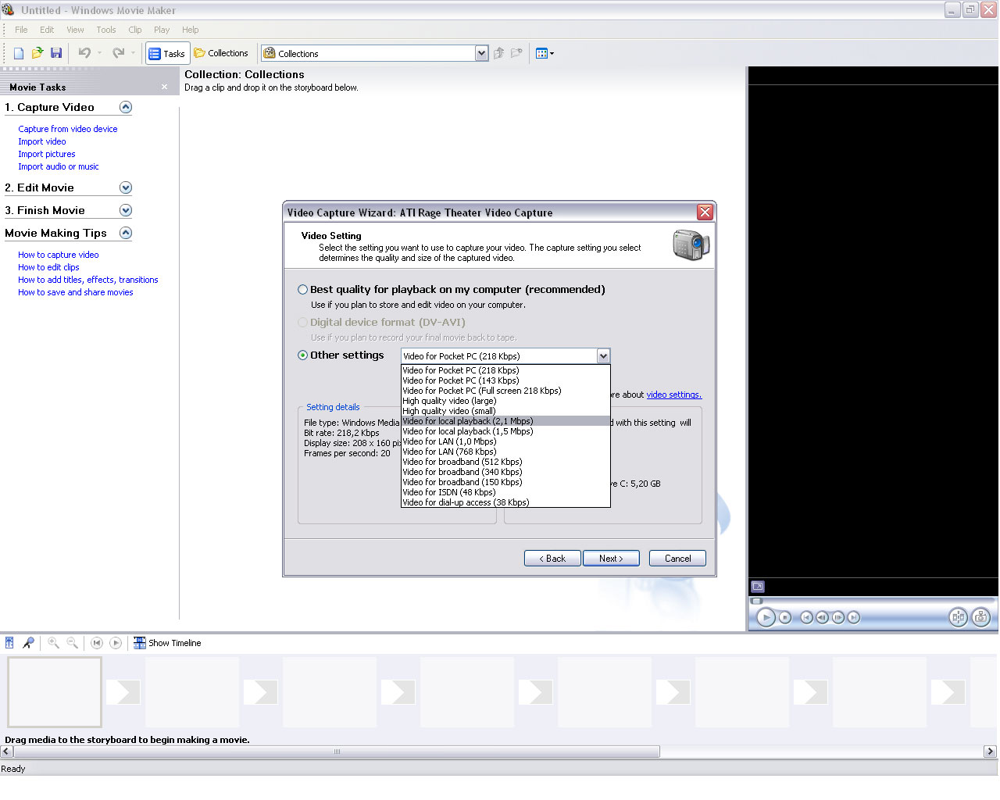 Untitled - Windows Movie Maker
File Edit View Tools Clip Play Help
Tasks Collections Collections
Movie Tasks
Collection: Collections
Drag a clip and drop it on the storyboard below.
1. Capture Video
Capture from video device
Import video
Import pictures
Import audio or music
2. Edit Movie
3. Finish Movie
Movie Making Tips
How to capture video
How to edit clips
How to add titles, effects, transitions
How to save and share movies
Video Capture Wizard: ATI Rage Theater Video Capture
Video Setting
Select the setting you want to use to capture your video. The capture setting you select
determines the quality and size of the captured video.
Best quality for playback on my computer (recommended)
Use if you plan to store and edit video on your computer.
Digital device format (DV-AVI)
Use if you plan to record your final movie back to tape.
Other settings
Video for Pocket PC (218 Kbps)
Video for Pocket PC (218 Kbps)
Video for Pocket PC (143 Kbps)
Video for Pocket PC (Full screen 218 Kbps)
High quality video (large)
High quality video (small)
Video for local playback (2,1 Mbps)
Video for local playback (1,5 Mbps)
Video for LAN (1,0 Mbps)
Video for LAN (768 Kbps)
Video for broadband (512 Kbps)
Video for broadband (340 Kbps)
Video for broadband (150 Kbps)
Video for ISDN (48 Kbps)
Video for dial-up access (38 Kbps)
about video settings.
Setting details
File type: Windows Media
Bit rate: 218,2 Kbps
Display size: 208 x 160
Frames per second: 20
with this setting will
C: 5,20 GB
< Back Next > Cancel
Show Timeline
Drag media to the storyboard to begin making a movie.
Ready